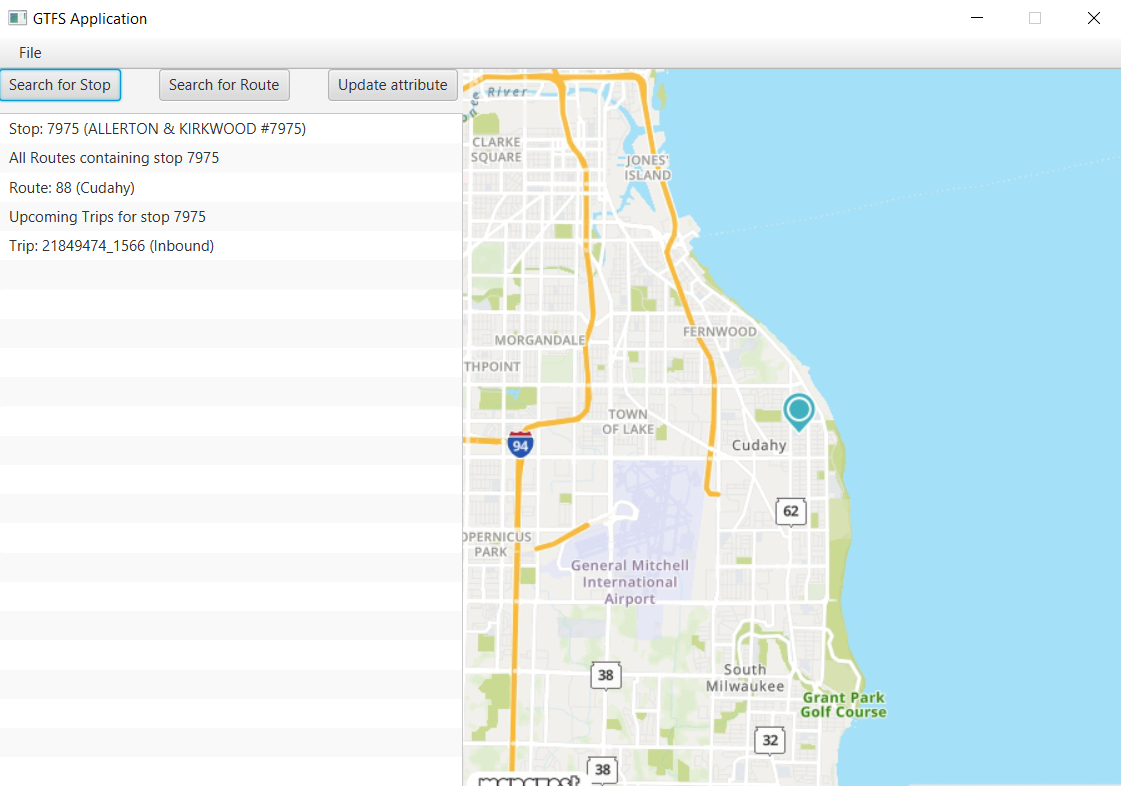 GTFS Application
File
Search for Stop
Search for Route
Update attribute
Stop: 7975 (ALLERTON & KIRKWOOD #7975)
All Routes containing stop 7975
Route: 88 (Cudahy)
Upcoming Trips for stop 7975
Trip: 21849474_1566 (Inbound)
River
CLARKE
SQUARE
JONES'
ISLAND
FERNWOOD
MORGANDALE
THPOINT
TOWN
OF LAKE
Cudahy
94
62
OPERNICUS
PARK
General Mitchell
International
Airport
38
South
Milwaukee
Grant Park
Golf Course
32
38
mapquest